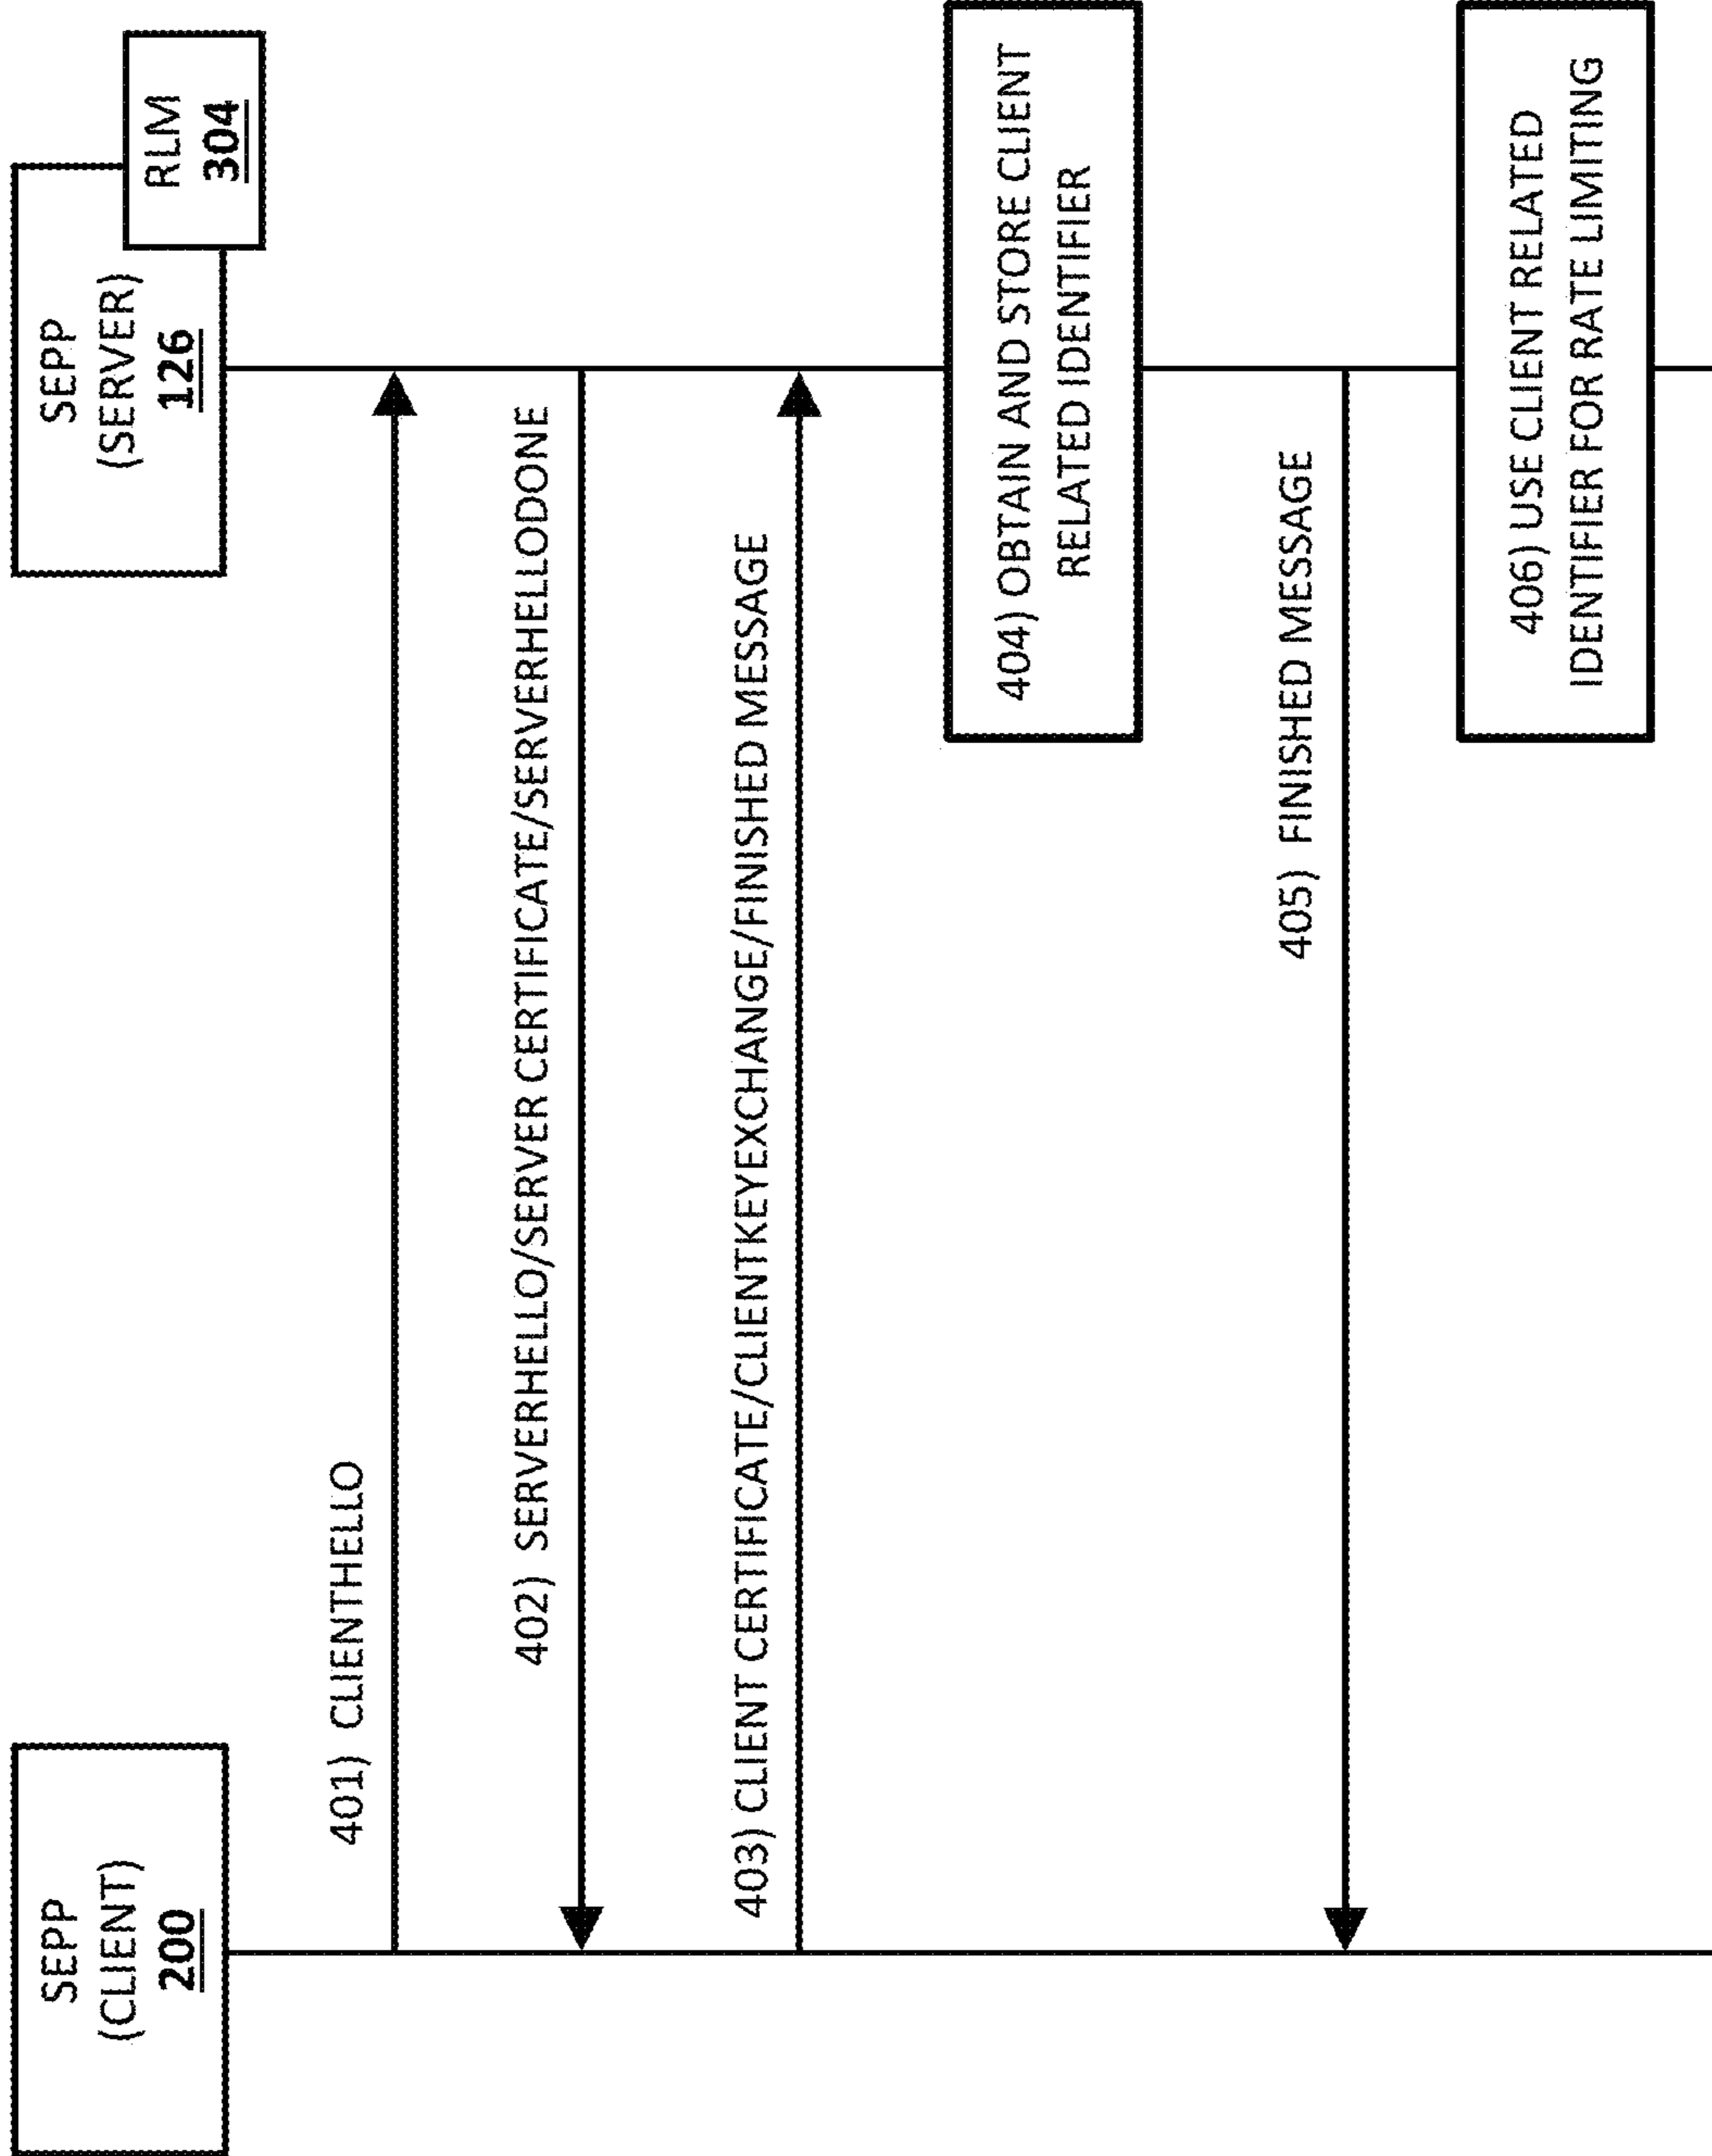 SEPP
(CLIENT)
200
SEPP
(SERVER)
126
RLM
304
401) CLIENTHELLO
402) SERVERHELLO/SERVER CERTIFICATE/SERVERHELLODONE
403) CLIENT CERTIFICATE/CLIENTKEYEXCHANGE/FINISHED MESSAGE
404) OBTAIN AND STORE CLIENT
RELATED IDENTIFIER
405) FINISHED MESSAGE
406) USE CLIENT RELATED
IDENTIFIER FOR RATE LIMITING